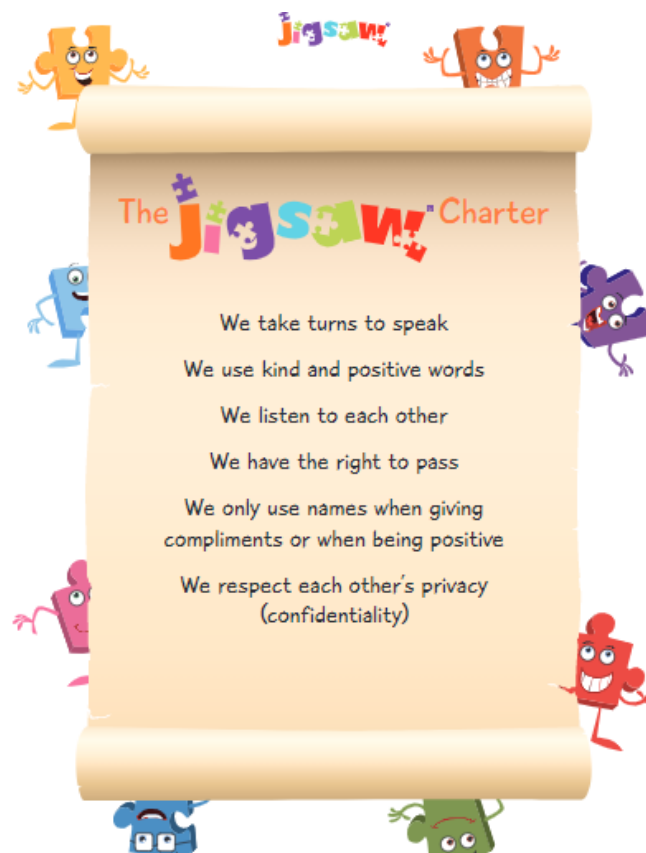 jigsaw
The jigsaw Charter
We take turns to speak
We use kind and positive words
We listen to each other
We have the right to pass
We only use names when giving
compliments or when being positive
We respect each other's privacy
(confidentiality)